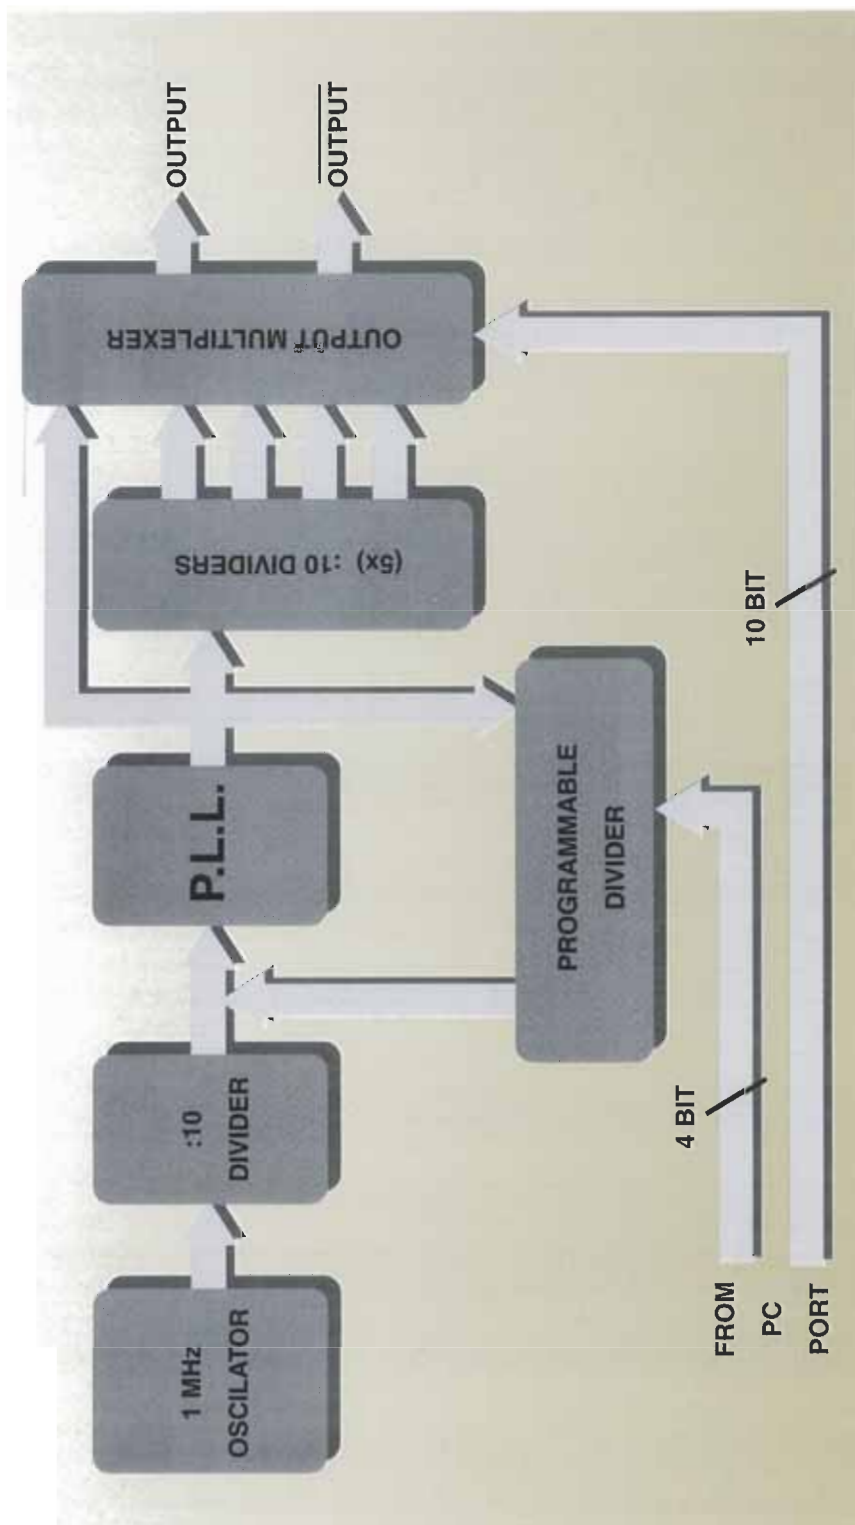 1 MHz
OSCILATOR
:10
DIVIDER
P.L.L.
(5x) :10 DIVIDERS
OUTPUT MULTIPLEXER
OUTPUT
OUTPUT
PROGRAMMABLE
DIVIDER
4 BIT
10 BIT
FROM
PC
PORT